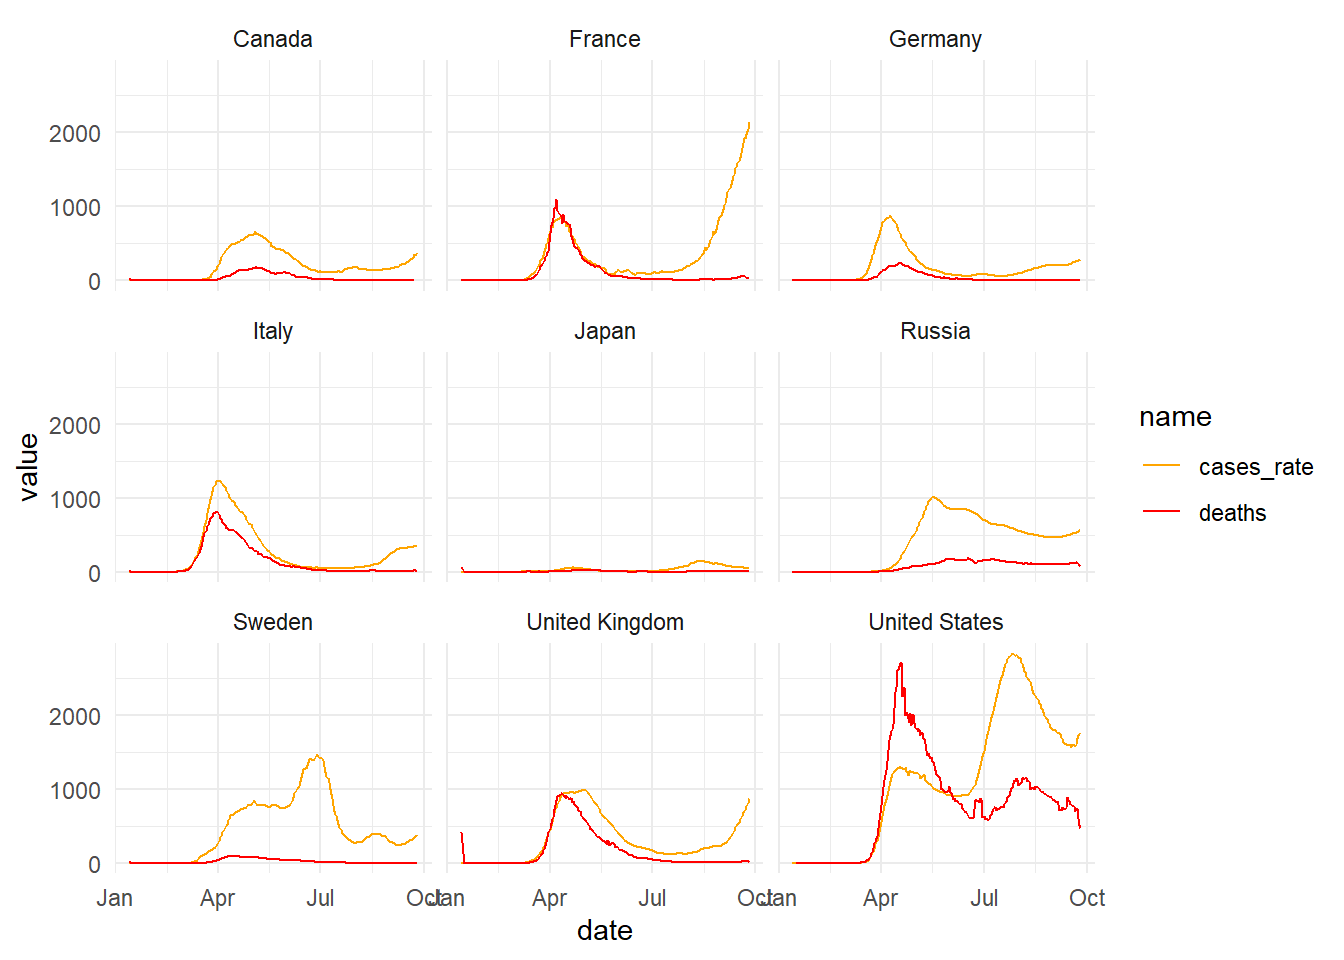 Canada France Germany
2000
1000
0
Italy Japan Russia
2000
1000
0
Sweden United Kingdom United States
2000
1000
0
Jan Apr Jul Oct Jan Apr Jul Oct Jan Apr Jul Oct
date
value
name
cases_rate
deaths